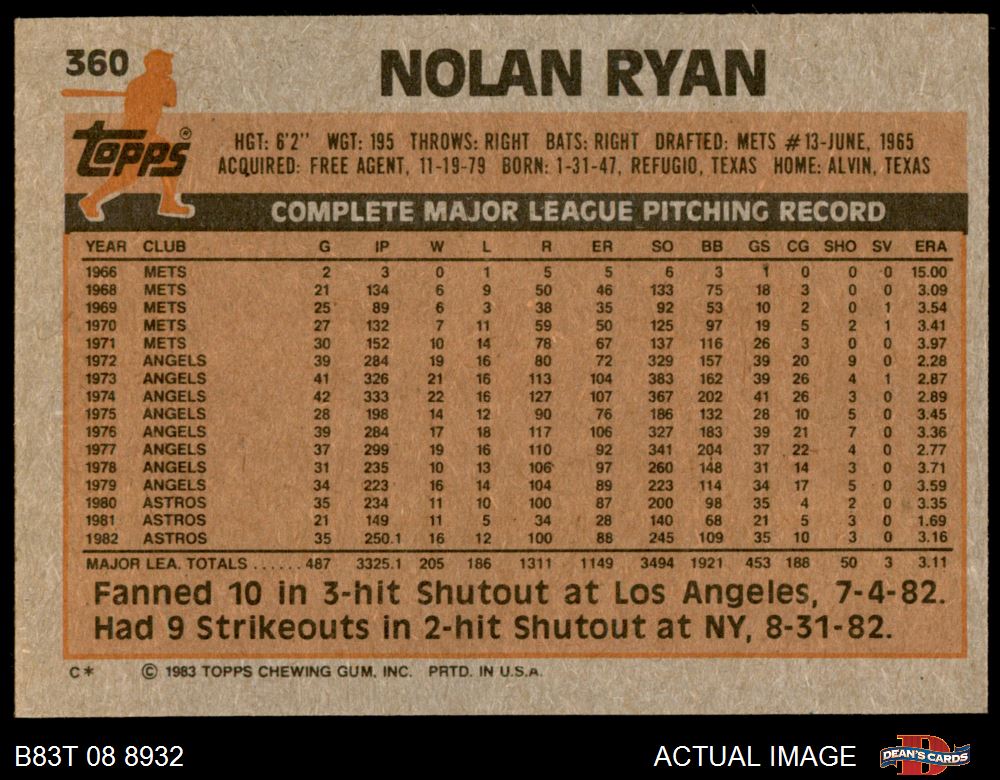 360 NOLAN RYAN
Topps ®
HGT: 6'2'' WGT: 195 THROWS: RIGHT BATS: RIGHT DRAFTED: METS #13-JUNE, 1965
ACQUIRED: FREE AGENT, 11-19-79 BORN: 1-31-47, REFUGIO, TEXAS HOME: ALVIN, TEXAS
COMPLETE MAJOR LEAGUE PITCHING RECORD
YEAR CLUB G IP W L R ER SO BB GS CG SHO SV ERA
1966 METS 2 3 0 1 5 5 6 3 1 0 0 0 15.00
1968 METS 21 134 6 9 50 46 133 75 18 3 0 0 3.09
1969 METS 25 89 6 3 38 35 92 53 10 2 0 1 3.54
1970 METS 27 132 7 11 59 50 125 97 19 5 2 1 3.41
1971 METS 30 152 10 14 78 67 137 116 26 3 0 0 3.97
1972 ANGELS 39 284 19 16 80 72 329 157 39 20 9 0 2.28
1973 ANGELS 41 326 21 16 113 104 383 162 39 26 4 1 2.87
1974 ANGELS 42 333 22 16 127 107 367 202 41 26 3 0 2.89
1975 ANGELS 28 198 14 12 90 76 186 132 28 10 5 0 3.45
1976 ANGELS 39 284 17 18 117 106 327 183 39 21 7 0 3.36
1977 ANGELS 37 299 19 16 110 92 341 204 37 22 4 0 2.77
1978 ANGELS 31 235 10 13 106 97 260 148 31 14 3 0 3.71
1979 ANGELS 34 223 16 14 104 89 223 114 34 17 5 0 3.59
1980 ASTROS 35 234 11 10 100 87 200 98 35 4 2 0 3.35
1981 ASTROS 21 149 11 5 34 28 140 68 21 5 3 0 1.69
1982 ASTROS 35 250.1 16 12 100 88 245 109 35 10 3 0 3.16
MAJOR LEA. TOTALS ...... 487 3325.1 205 186 1311 1149 3494 1921 453 188 50 3 3.11
Fanned 10 in 3-hit Shutout at Los Angeles, 7-4-82.
Had 9 Strikeouts in 2-hit Shutout at NY, 8-31-82.
C* © 1983 TOPPS CHEWING GUM, INC. PRTD. IN U.S.A.
B83T 08 8932 ACTUAL IMAGE DEAN'S CARDS